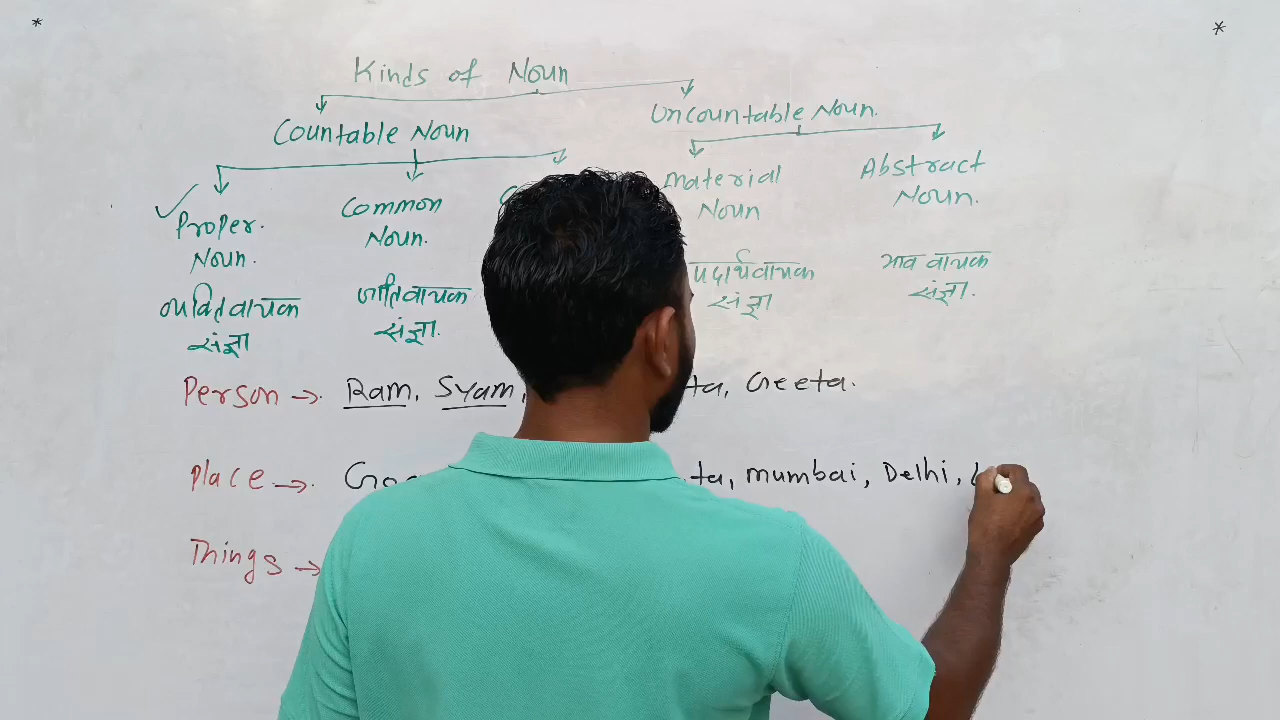 *
*
Kinds of Noun
Countable Noun
Uncountable Noun.
Proper. Noun.
Common Noun.
Material Noun
Abstract Noun.
व्यक्तिवाचक संज्ञा
जातिवाचक संज्ञा.
पदार्थवाचक संज्ञा
भाव वाचक संज्ञा.
Person → Ram, Syam, Geeta.
Place → mumbai, Delhi,
Things →